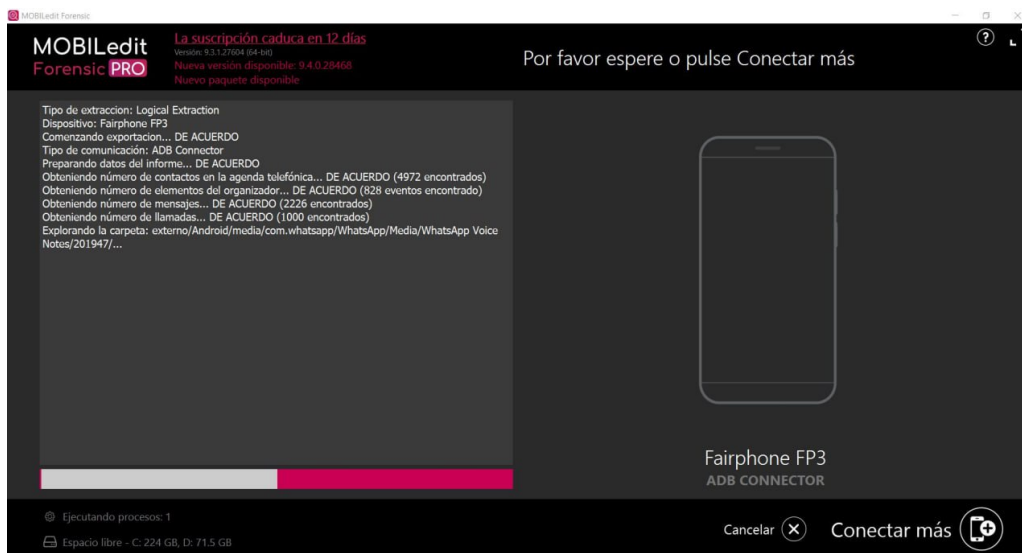 MOBILedit Forensic
MOBILedit
Forensic PRO
La suscripción caduca en 12 días
Versión: 9.3.1.27604 (64-bit)
Nueva versión disponible: 9.4.0.28468
Nuevo paquete disponible
Por favor espere o pulse Conectar más
?
Tipo de extraccion: Logical Extraction
Dispositivo: Fairphone FP3
Comenzando exportacion... DE ACUERDO
Tipo de comunicación: ADB Connector
Preparando datos del informe... DE ACUERDO
Obteniendo número de contactos en la agenda telefónica... DE ACUERDO (4972 encontrados)
Obteniendo número de elementos del organizador... DE ACUERDO (828 eventos encontrado)
Obteniendo número de mensajes... DE ACUERDO (2226 encontrados)
Obteniendo número de llamadas... DE ACUERDO (1000 encontrados)
Explorando la carpeta: externo/Android/media/com.whatsapp/WhatsApp/Media/WhatsApp Voice
Notes/201947/...
Fairphone FP3
ADB CONNECTOR
Ejecutando procesos: 1
Espacio libre - C: 224 GB, D: 71.5 GB
Cancelar
Conectar más